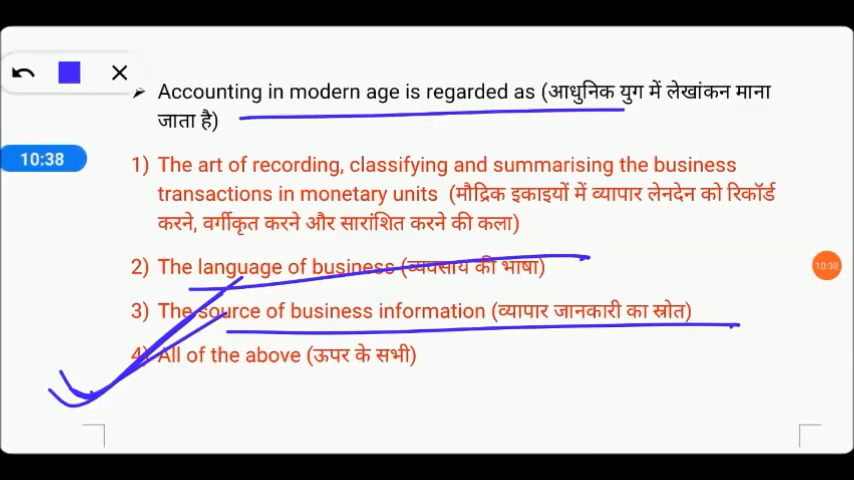 Accounting in modern age is regarded as (आधुनिक युग में लेखांकन माना
जाता है)
10:38
1) The art of recording, classifying and summarising the business
transactions in monetary units (मौद्रिक इकाइयों में व्यापार लेनदेन को रिकॉर्ड
करने, वर्गीकृत करने और सारांशित करने की कला)
2) The language of business (व्यवसाय की भाषा)
10:38
3) The source of business information (व्यापार जानकारी का स्रोत)
4) All of the above (ऊपर के सभी)